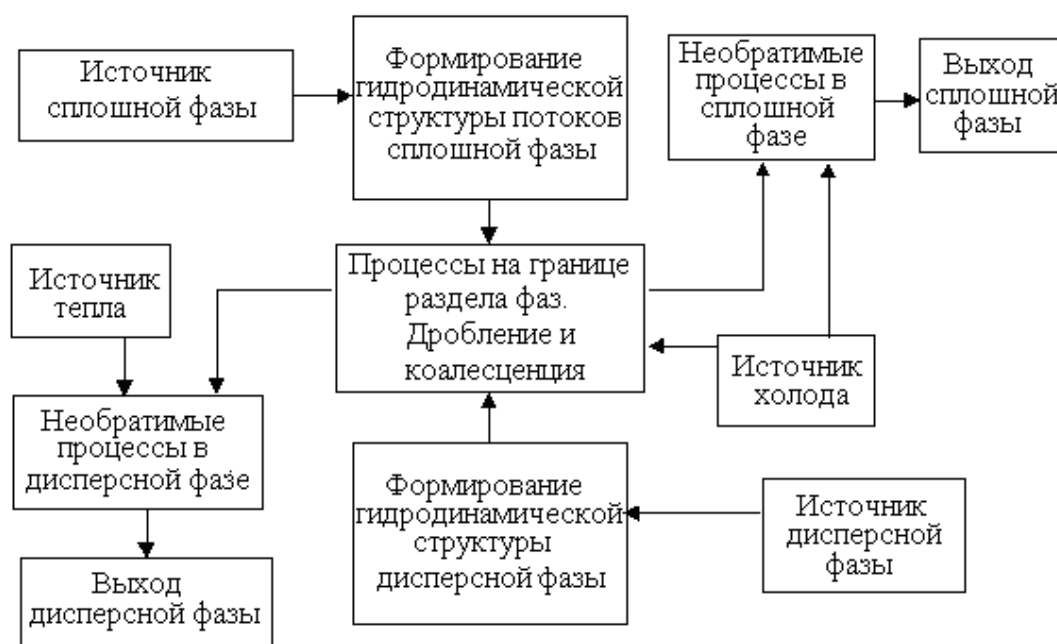 Источник
сплошной фазы
Формирование
гидродинамической
структуры потоков
сплошной фазы
Необратимые
процессы в
сплошной
фазе
Выход
сплошной
фазы
Источник
тепла
Процессы на границе
раздела фаз.
Дробление и
коалесценция
Источник
холода
Необратимые
процессы в
дисперсной фазе
Формирование
гидродинамической
структуры
дисперсной фазы
Источник
дисперсной
фазы
Выход
дисперсной фазы